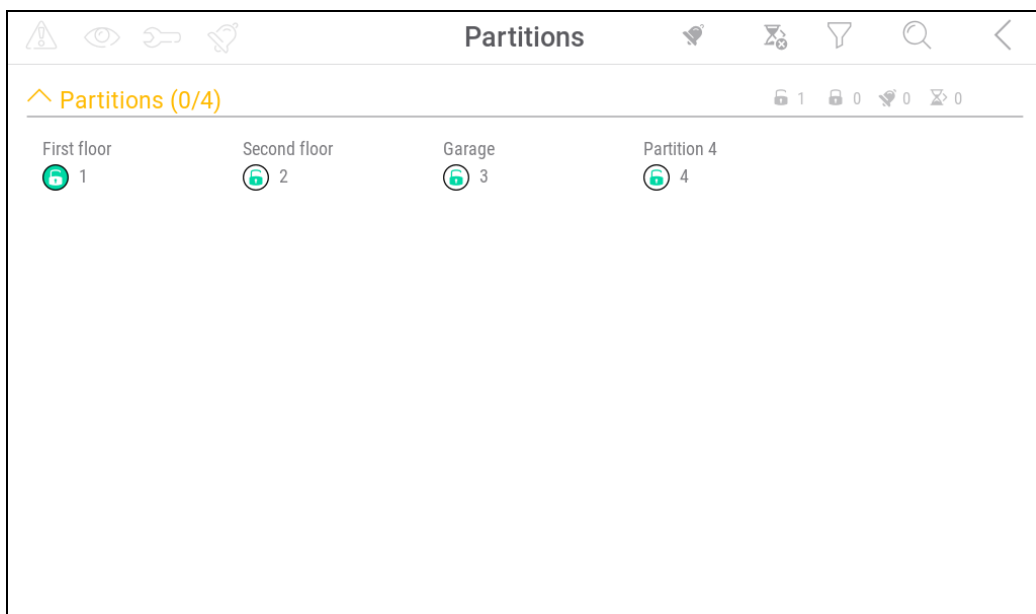 Partitions
Partitions (0/4) 1 0 0 0
First floor Second floor Garage Partition 4
1 2 3 4